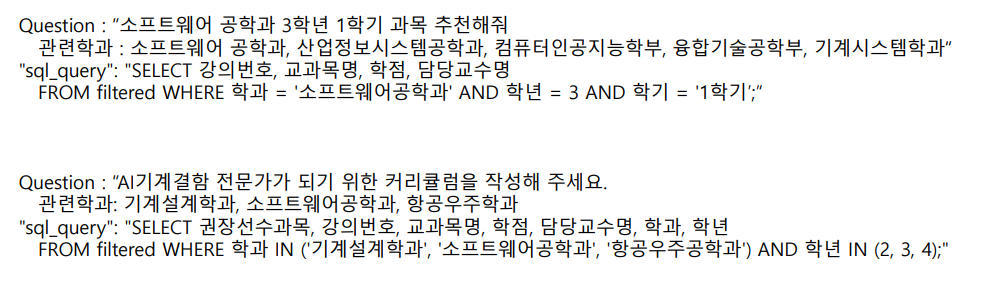 Question : "소프트웨어 공학과 3학년 1학기 과목 추천해줘
관련학과 : 소프트웨어 공학과, 산업정보시스템공학과, 컴퓨터인공지능학부, 융합기술공학부, 기계시스템학과"
"sql_query": "SELECT 강의번호, 교과목명, 학점, 담당교수명
FROM filtered WHERE 학과 = '소프트웨어공학과' AND 학년 = 3 AND 학기 = '1학기';"
Question : "AI기계결함 전문가가 되기 위한 커리큘럼을 작성해 주세요.
관련학과: 기계설계학과, 소프트웨어공학과, 항공우주학과
"sql_query": "SELECT 권장선수과목, 강의번호, 교과목명, 학점, 담당교수명, 학과, 학년
FROM filtered WHERE 학과 IN ('기계설계학과', '소프트웨어공학과', '항공우주공학과') AND 학년 IN (2, 3, 4);"